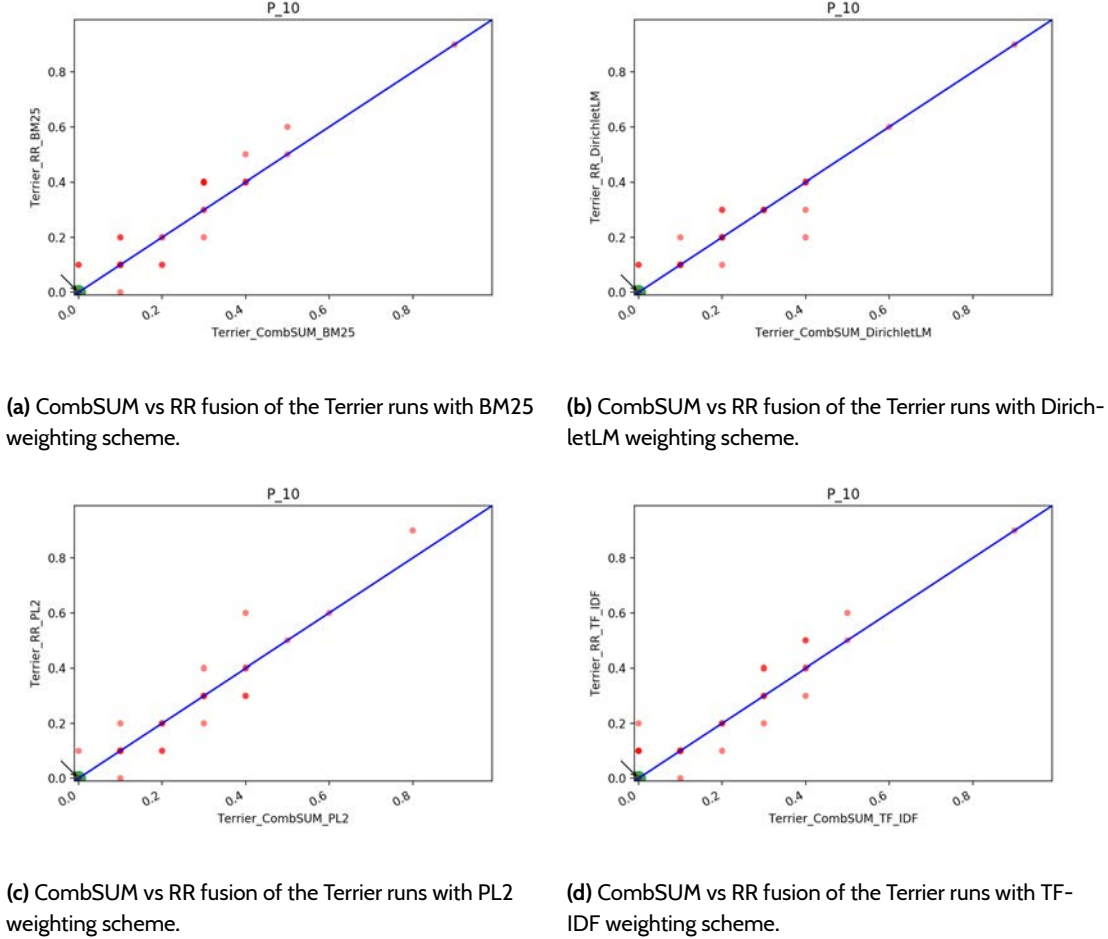 P_10
P_10
Terrier_RR_BM25
0.8
0.6
0.4
0.2
0.0
0.0
0.2
0.4
0.6
0.8
Terrier_CombSUM_BM25
Terrier_RR_DirichletLM
0.8
0.6
0.4
0.2
0.0
0.0
0.2
0.4
0.6
0.8
Terrier_CombSUM_DirichletLM
(a) CombSUM vs RR fusion of the Terrier runs with BM25
weighting scheme.
(b) CombSUM vs RR fusion of the Terrier runs with Dirich-
letLM weighting scheme.
P_10
P_10
Terrier_RR_PL2
0.8
0.6
0.4
0.2
0.0
0.0
0.2
0.4
0.6
0.8
Terrier_CombSUM_PL2
Terrier_RR_TF_IDF
0.8
0.6
0.4
0.2
0.0
0.0
0.2
0.4
0.6
0.8
Terrier_CombSUM_TF_IDF
(c) CombSUM vs RR fusion of the Terrier runs with PL2
weighting scheme.
(d) CombSUM vs RR fusion of the Terrier runs with TF-
IDF weighting scheme.